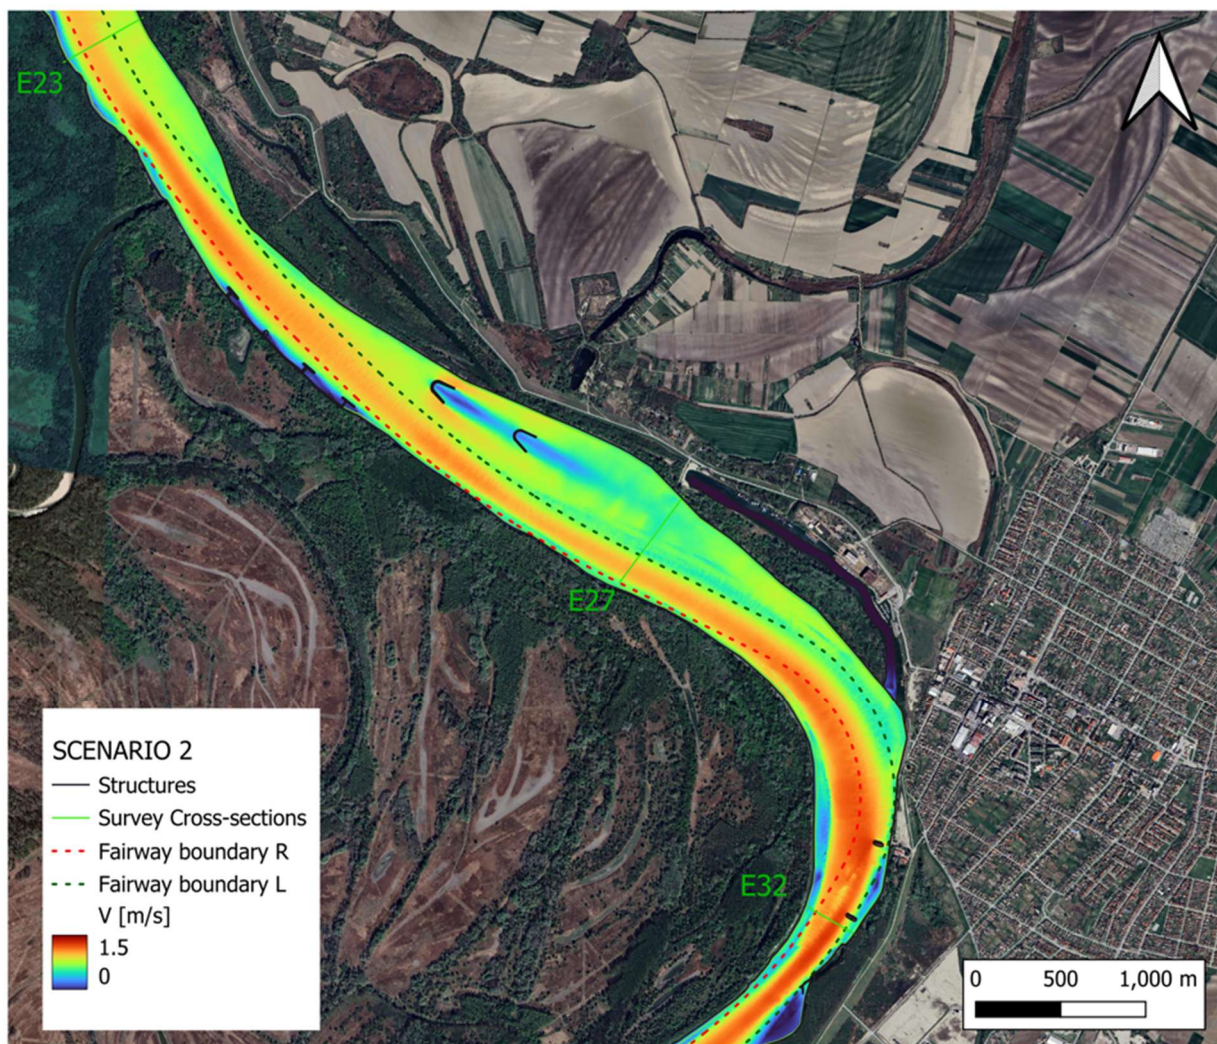 E23
E27
E32
SCENARIO 2
Structures
Survey Cross-sections
Fairway boundary R
Fairway boundary L
V [m/s]
1.5
0
0 500 1,000 m